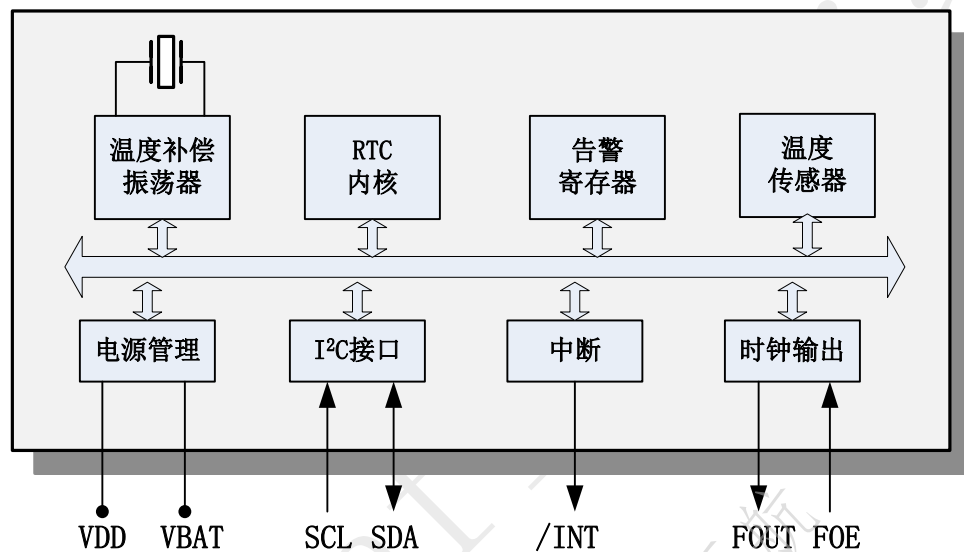 温度补偿
振荡器
RTC
内核
告警
寄存器
温度
传感器
电源管理
I²C接口
中断
时钟输出
VDD VBAT SCL SDA /INT FOUT FOE